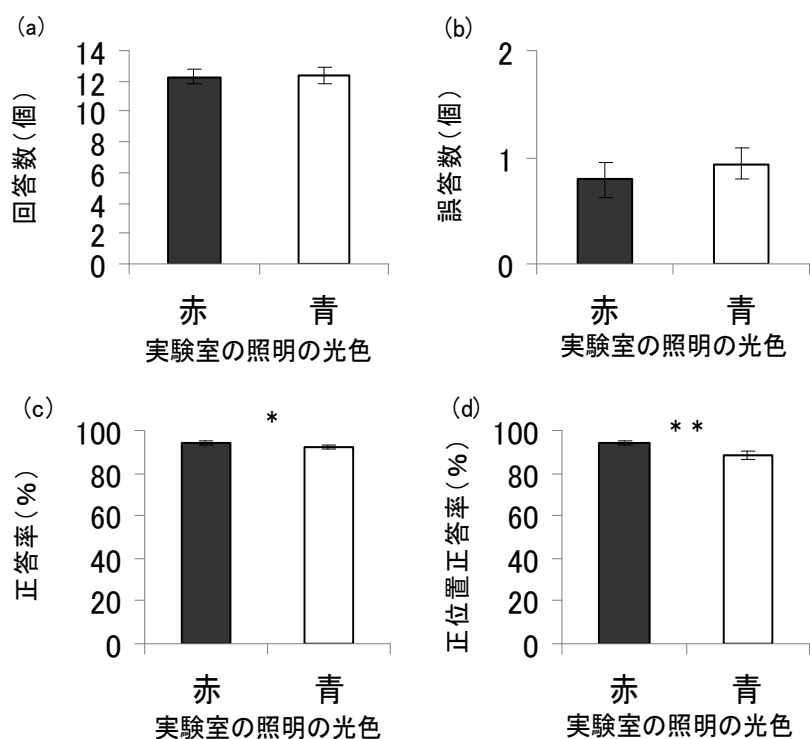 (a)
回答数(個)
14
12
10
8
6
4
2
0
赤 青
実験室の照明の光色
(b)
誤答数(個)
2
1
0
赤 青
実験室の照明の光色
(c)
正答率(%)
100
80
60
40
20
0
*
赤 青
実験室の照明の光色
(d)
正位置正答率(%)
100
80
60
40
20
0
**
赤 青
実験室の照明の光色